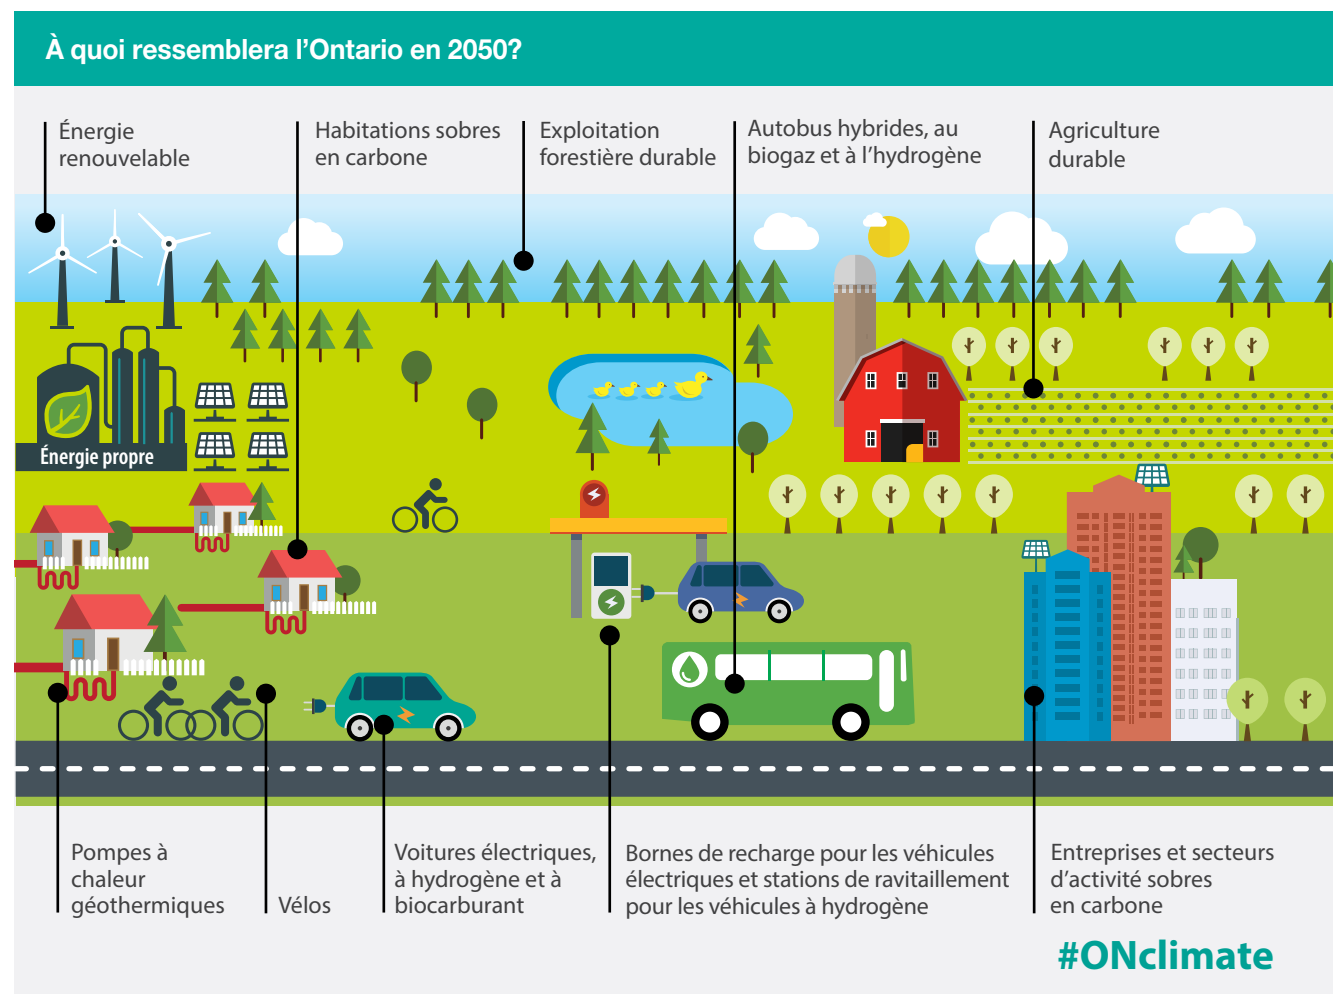 À quoi ressemblera l’Ontario en 2050?
Énergie
renouvelable
Habitations sobres
en carbone
Exploitation
forestière durable
Autobus hybrides, au
biogaz et à l’hydrogène
Agriculture
durable
Énergie propre
Pompes à
chaleur
géothermiques
Vélos
Voitures électriques,
à hydrogène et à
biocarburant
Bornes de recharge pour les véhicules
électriques et stations de ravitaillement
pour les véhicules à hydrogène
Entreprises et secteurs
d’activité sobres
en carbone
#ONclimate